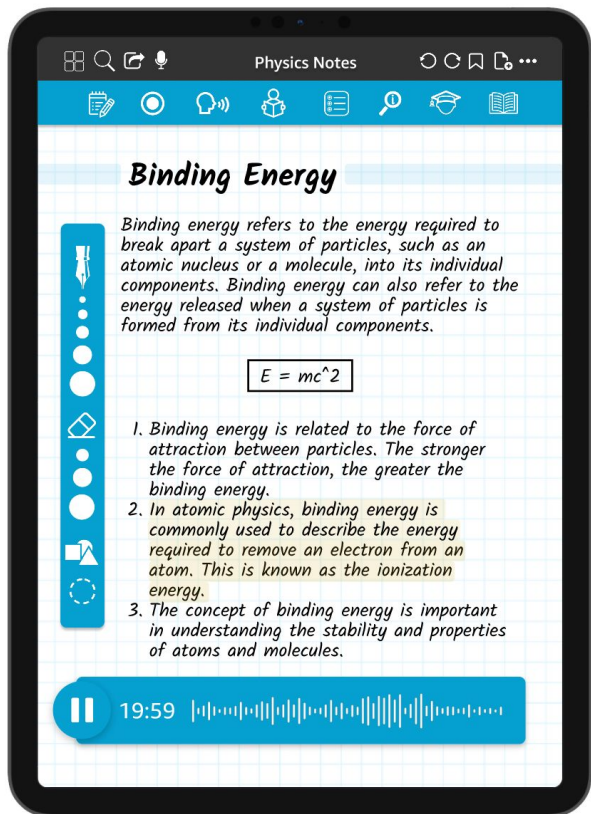 Physics Notes
Binding Energy
Binding energy refers to the energy required to
break apart a system of particles, such as an
atomic nucleus or a molecule, into its individual
components. Binding energy can also refer to the
energy released when a system of particles is
formed from its individual components.
E = mc^2
1. Binding energy is related to the force of
attraction between particles. The stronger
the force of attraction, the greater the
binding energy.
2. In atomic physics, binding energy is
commonly used to describe the energy
required to remove an electron from an
atom. This is known as the ionization
energy.
3. The concept of binding energy is important
in understanding the stability and properties
of atoms and molecules.
19:59